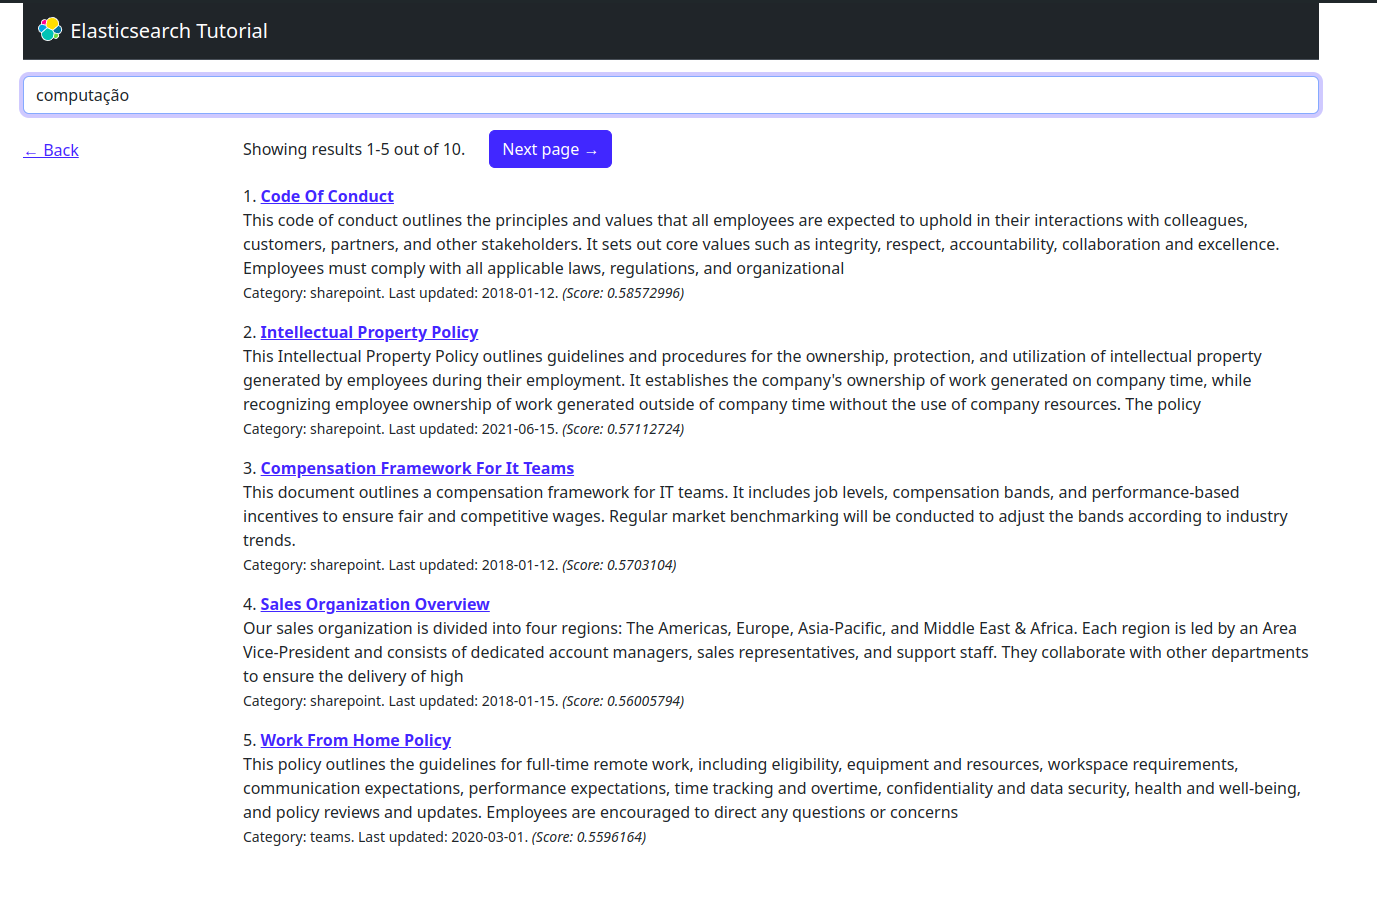 Elasticsearch Tutorial
computação
← Back
Showing results 1-5 out of 10.
Next page →
1. Code Of Conduct
This code of conduct outlines the principles and values that all employees are expected to uphold in their interactions with colleagues,
customers, partners, and other stakeholders. It sets out core values such as integrity, respect, accountability, collaboration and excellence.
Employees must comply with all applicable laws, regulations, and organizational
Category: sharepoint. Last updated: 2018-01-12. (Score: 0.58572996)
2. Intellectual Property Policy
This Intellectual Property Policy outlines guidelines and procedures for the ownership, protection, and utilization of intellectual property
generated by employees during their employment. It establishes the company's ownership of work generated on company time, while
recognizing employee ownership of work generated outside of company time without the use of company resources. The policy
Category: sharepoint. Last updated: 2021-06-15. (Score: 0.57112724)
3. Compensation Framework For It Teams
This document outlines a compensation framework for IT teams. It includes job levels, compensation bands, and performance-based
incentives to ensure fair and competitive wages. Regular market benchmarking will be conducted to adjust the bands according to industry
trends.
Category: sharepoint. Last updated: 2018-01-12. (Score: 0.5703104)
4. Sales Organization Overview
Our sales organization is divided into four regions: The Americas, Europe, Asia-Pacific, and Middle East & Africa. Each region is led by an Area
Vice-President and consists of dedicated account managers, sales representatives, and support staff. They collaborate with other departments
to ensure the delivery of high
Category: sharepoint. Last updated: 2018-01-15. (Score: 0.56005794)
5. Work From Home Policy
This policy outlines the guidelines for full-time remote work, including eligibility, equipment and resources, workspace requirements,
communication expectations, performance expectations, time tracking and overtime, confidentiality and data security, health and well-being,
and policy reviews and updates. Employees are encouraged to direct any questions or concerns
Category: teams. Last updated: 2020-03-01. (Score: 0.5596164)